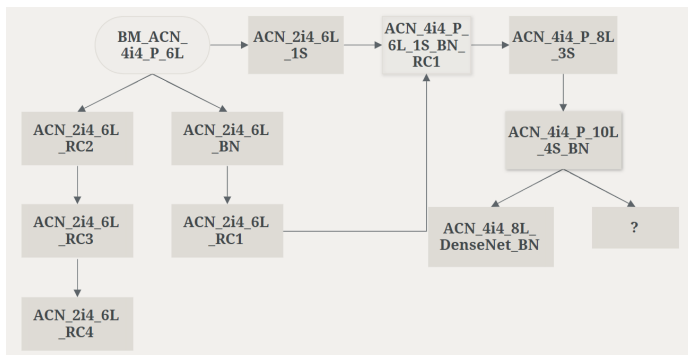 BM_ACN_
4i4_P_6L
ACN_2i4_6L
_1S
ACN_4i4_P_
6L_1S_BN_
RC1
ACN_4i4_P_8L
_3S
ACN_2i4_6L
_RC2
ACN_2i4_6L
_BN
ACN_4i4_P_10L
_4S_BN
ACN_2i4_6L
_RC3
ACN_2i4_6L
_RC1
ACN_4i4_8L_
DenseNet_BN
?
ACN_2i4_6L
_RC4